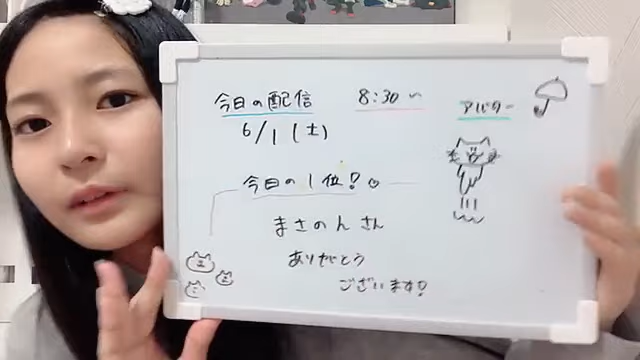 今日の配信 8:30〜 アバター
6/1(土)
今日の1位!
まさのんさん
ありがとう
ございます!